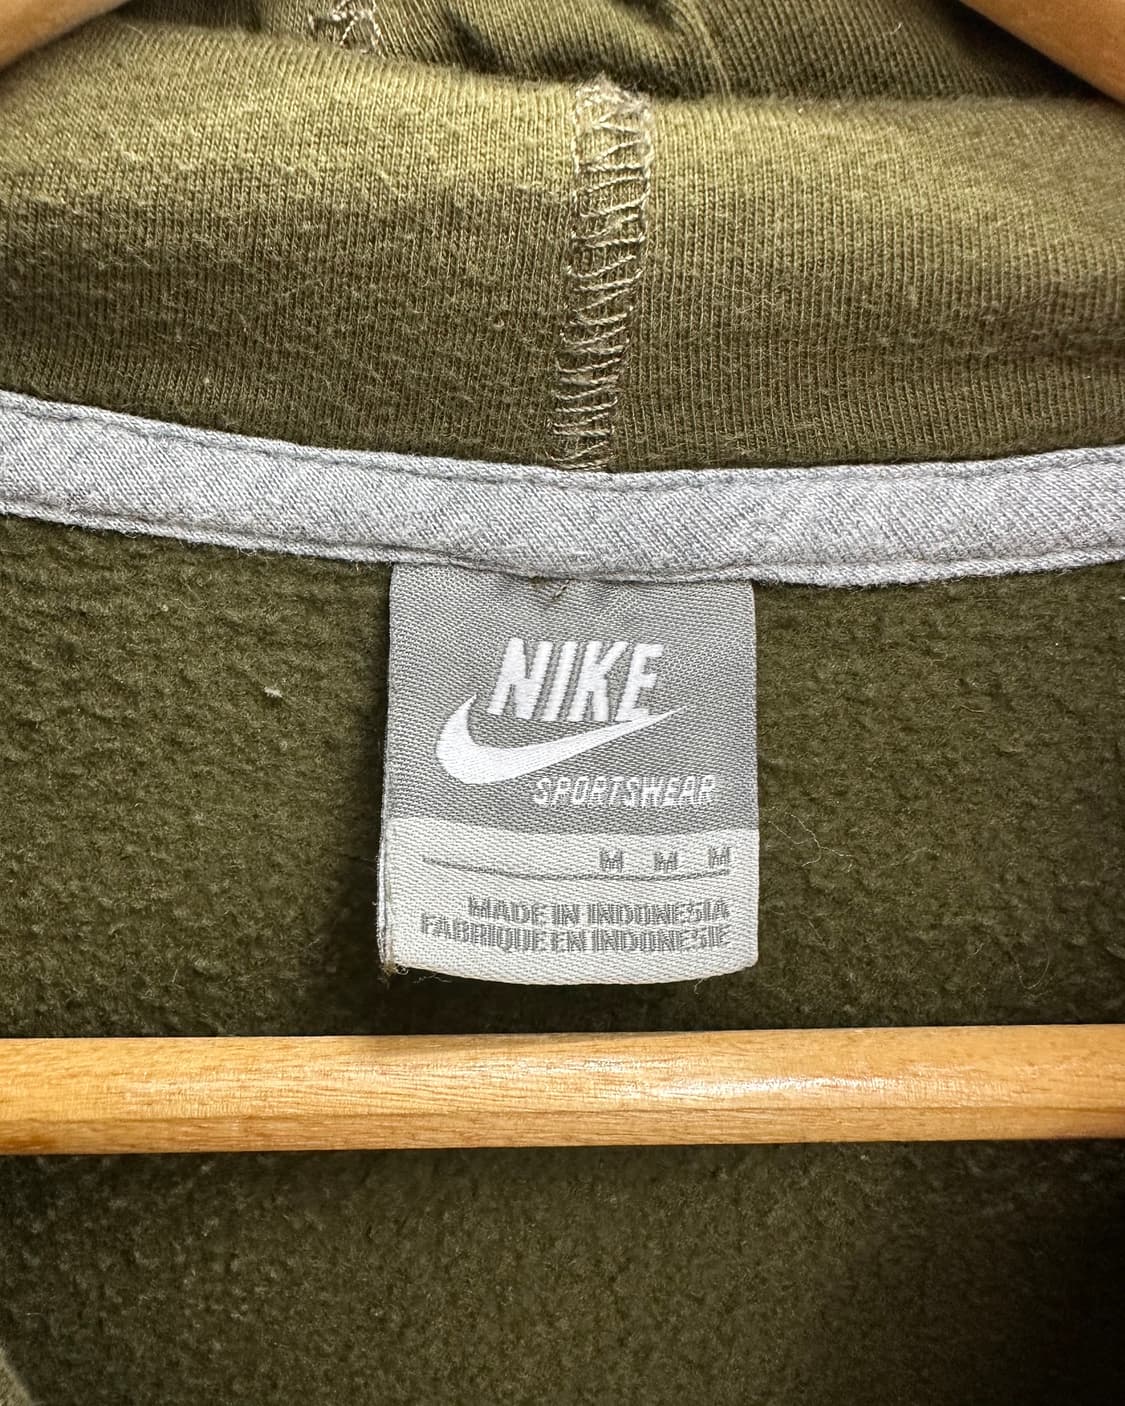 NIKE
SPORTSWEAR
M M M
MADE IN INDONESIA
FABRIQUE EN INDONESIE